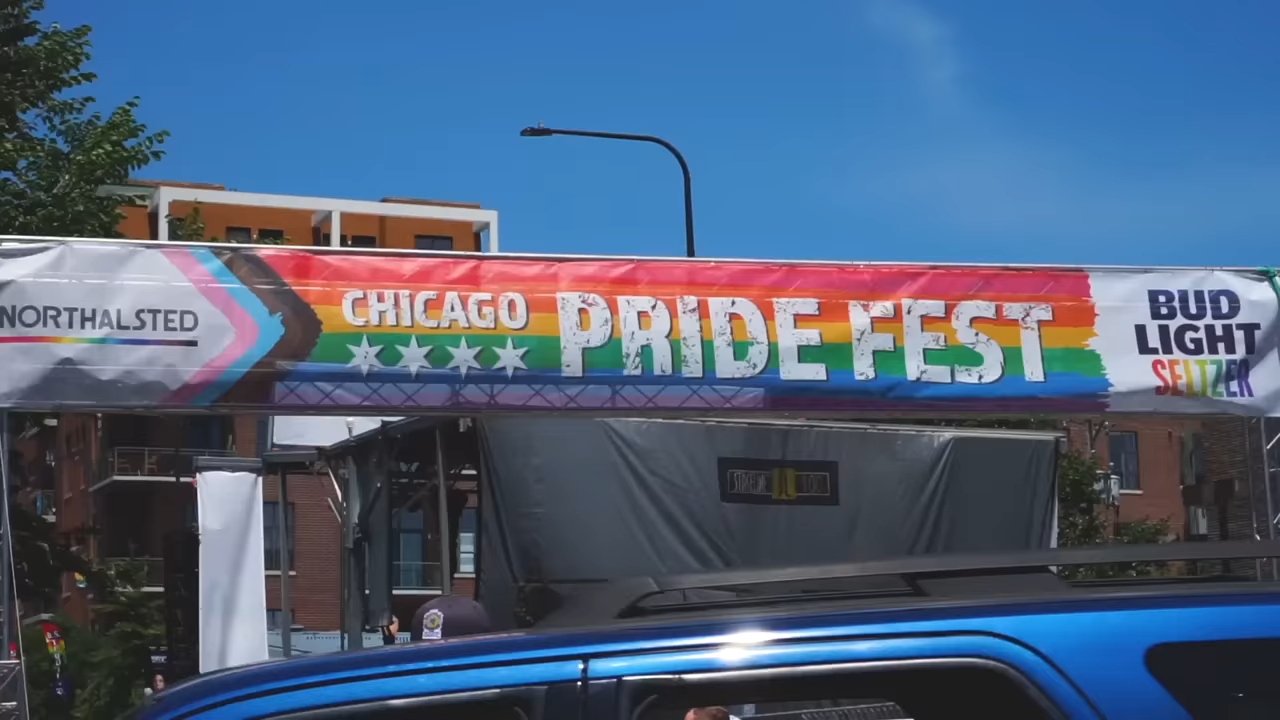 NORTHALSTED
CHICAGO
PRIDE FEST
BUD
LIGHT
SELTZER